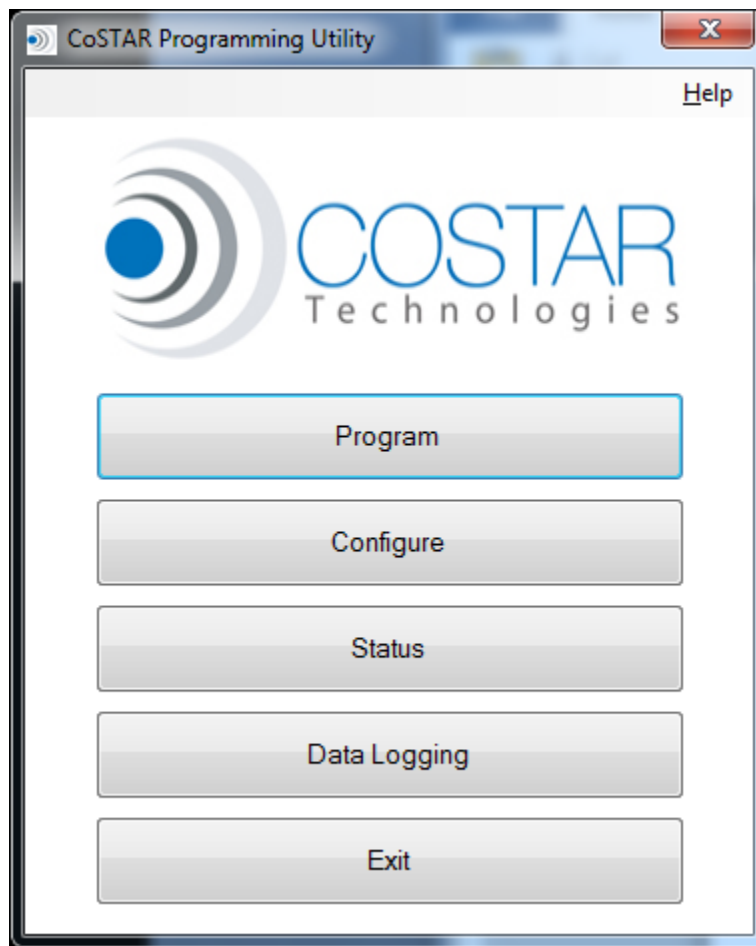 CoSTAR Programming Utility
Help
COSTAR
Technologies
Program
Configure
Status
Data Logging
Exit